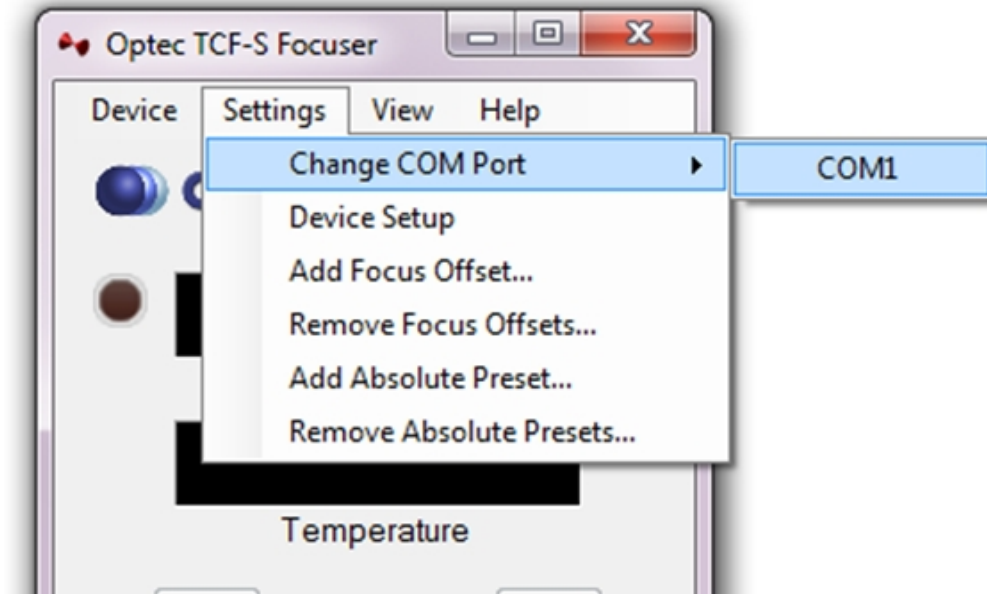 Optec TCF-S Focuser
Device Settings View Help
Change COM Port COM1
Device Setup
Add Focus Offset...
Remove Focus Offsets...
Add Absolute Preset...
Remove Absolute Presets...
Temperature